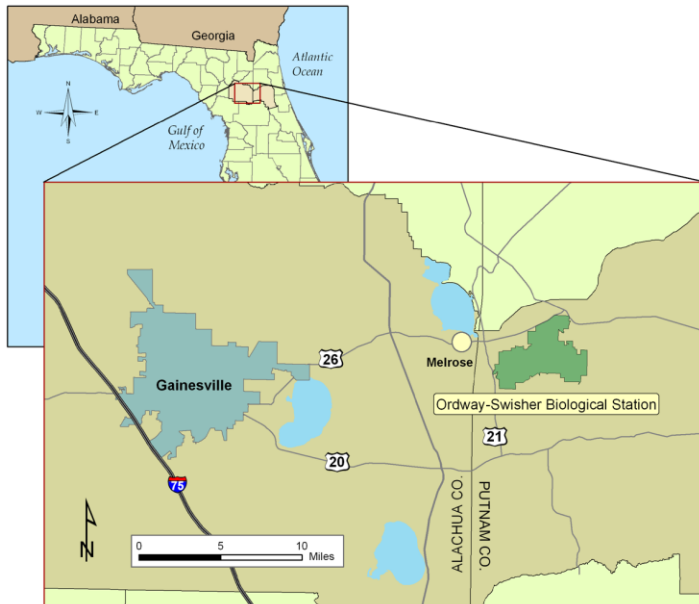 Alabama
Georgia
Atlantic
Ocean
N
W
E
S
Gulf of
Mexico
26
Melrose
Gainesville
Ordway-Swisher Biological Station
21
20
75
ALACHUA CO.
PUTNAM CO.
N
0
5
10
Miles